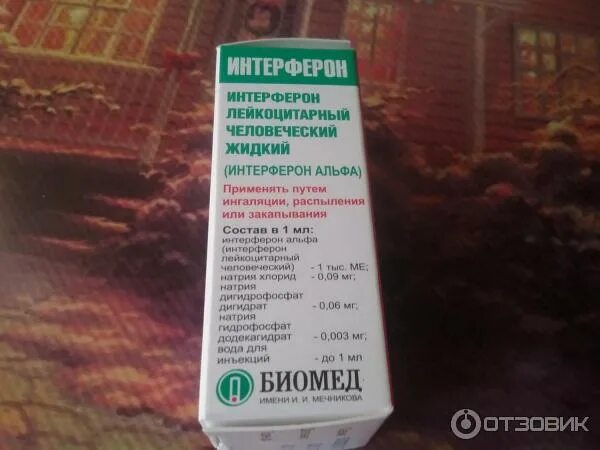 ИНТЕРФЕРОН
ИНТЕРФЕРОН
ЛЕЙКОЦИТАРНЫЙ
ЧЕЛОВЕЧЕСКИЙ
ЖИДКИЙ
(ИНТЕРФЕРОН АЛЬФА)
Применять путем
ингаляции, распыления
или закапывания
Состав в 1 мл:
интерферон альфа
(интерферон
лейкоцитарный
человеческий) - 1 тыс. МЕ;
натрия хлорид - 0,09 мг;
натрия
дигидрофосфат
дигидрат - 0,06 мг;
натрия
гидрофосфат
додекагидрат - 0,003 мг;
вода для
инъекций - до 1 мл
БИОМЕД
ИМЕНИ И. И. МЕЧНИКОВА
ОТЗОВИК